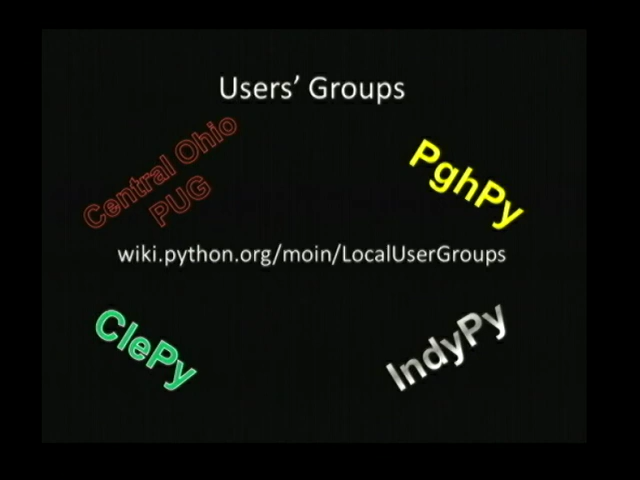 Users' Groups
Central Ohio
PUG
PghPy
wiki.python.org/moin/LocalUserGroups
ClePy
IndyPy